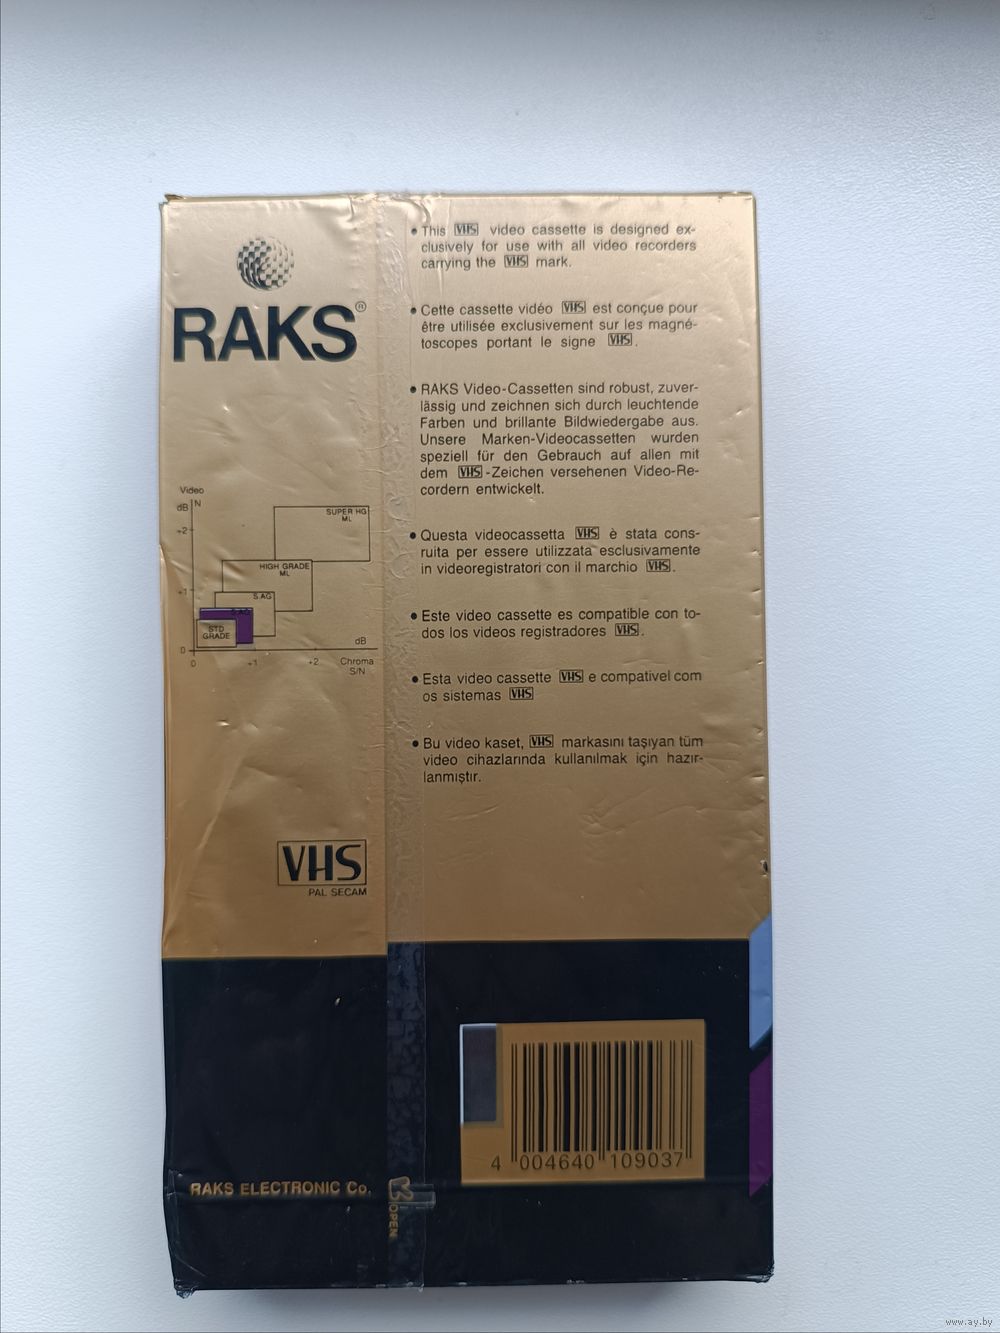 RAKS®
Video
dB N
+2
SUPER HG
ML
HIGH GRADE
ML
+1
S.AG
STD
GRADE
dB
0
0
+1
+2
Chroma
S/N
VHS
PAL SECAM
• This VHS video cassette is designed ex-
clusively for use with all video recorders
carrying the VHS mark.
• Cette cassette vidéo VHS est conçue pour
être utilisée exclusivement sur les magné-
toscopes portant le signe VHS.
• RAKS Video-Cassetten sind robust, zuver-
lässig und zeichnen sich durch leuchtende
Farben und brillante Bildwiedergabe aus.
Unsere Marken-Videocassetten wurden
speziell für den Gebrauch auf allen mit
dem VHS-Zeichen versehenen Video-Re-
cordern entwickelt.
• Questa videocassetta VHS è stata cons-
ruita per essere utilizzata esclusivamente
in videoregistratori con il marchio VHS.
• Este video cassette es compatible con to-
dos los videos registradores VHS.
• Esta video cassette VHS e compativel com
os sistemas VHS
• Bu video kaset, VHS markasını taşıyan tüm
video cihazlarında kullanılmak için hazır-
lanmıştır.
4 004640 109037
RAKS ELECTRONIC Co.
OPEN
www.ay.by